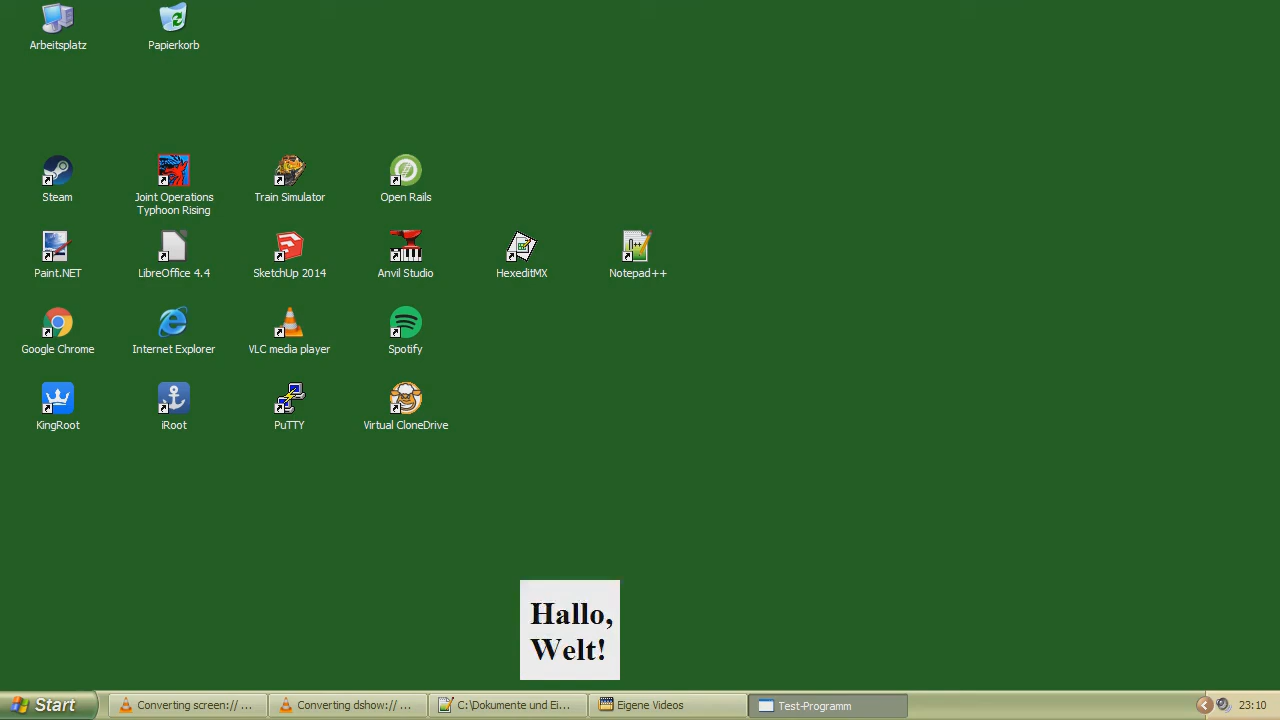 Arbeitsplatz
Papierkorb
Steam
Joint Operations
Typhoon Rising
Train Simulator
Open Rails
Paint.NET
LibreOffice 4.4
SketchUp 2014
Anvil Studio
HexeditMX
Notepad++
Google Chrome
Internet Explorer
VLC media player
Spotify
KingRoot
iRoot
PuTTY
Virtual CloneDrive
Hallo,
Welt!
Start
Converting screen:// ...
Converting dshow:// ...
C:\Dokumente und Ei...
Eigene Videos
Test-Programm
23:10